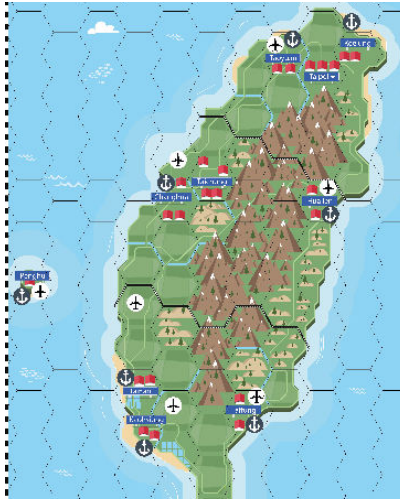 Keelung
Taoyuan
Taipei
Taichung
Changhua
Hualien
Penghu
Tainan
Taitung
Kaohsiung